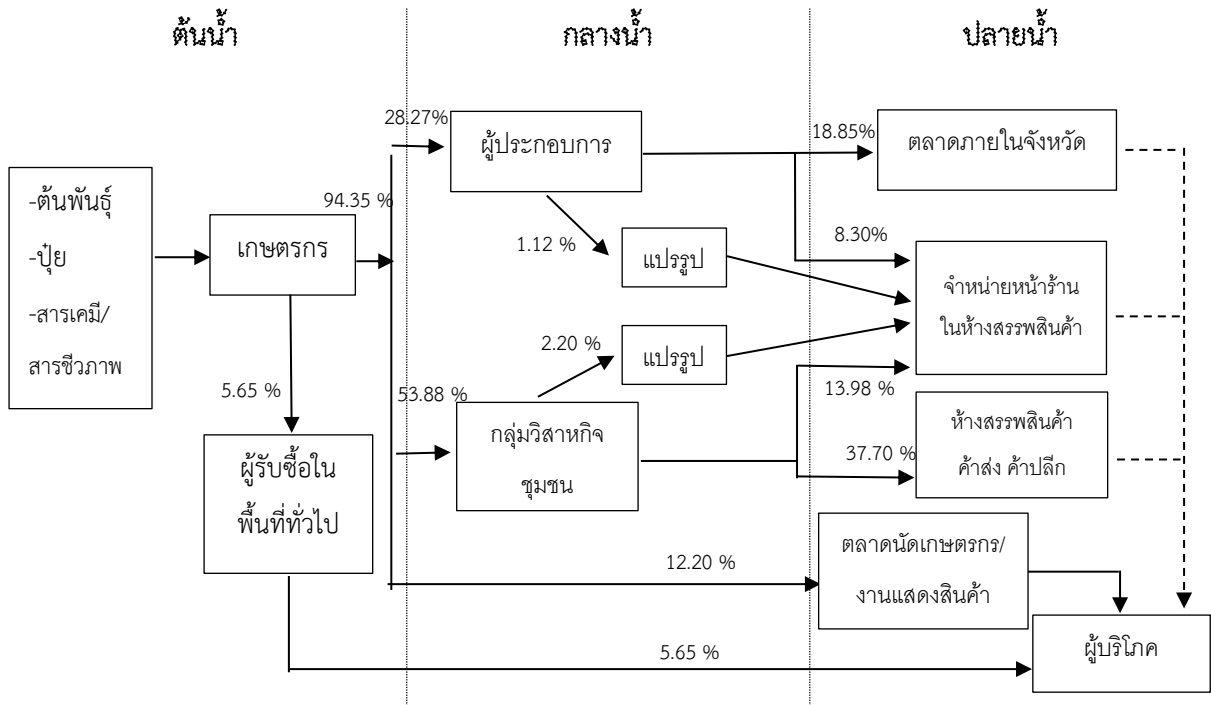 ต้นน้ำ
กลางน้ำ
ปลายน้ำ
-ต้นพันธุ์
-ปุ๋ย
-สารเคมี/
สารชีวภาพ
เกษตรกร
94.35 %
5.65 %
ผู้รับซื้อใน
พื้นที่ทั่วไป
28.27%
ผู้ประกอบการ
1.12 %
แปรรูป
2.20 %
แปรรูป
53.88 %
กลุ่มวิสาหกิจ
ชุมชน
12.20 %
5.65 %
18.85%
ตลาดภายในจังหวัด
8.30%
จำหน่ายหน้าร้าน
ในห้างสรรพสินค้า
13.98 %
37.70 %
ห้างสรรพสินค้า
ค้าส่ง ค้าปลีก
ตลาดนัดเกษตรกร/
งานแสดงสินค้า
ผู้บริโภค